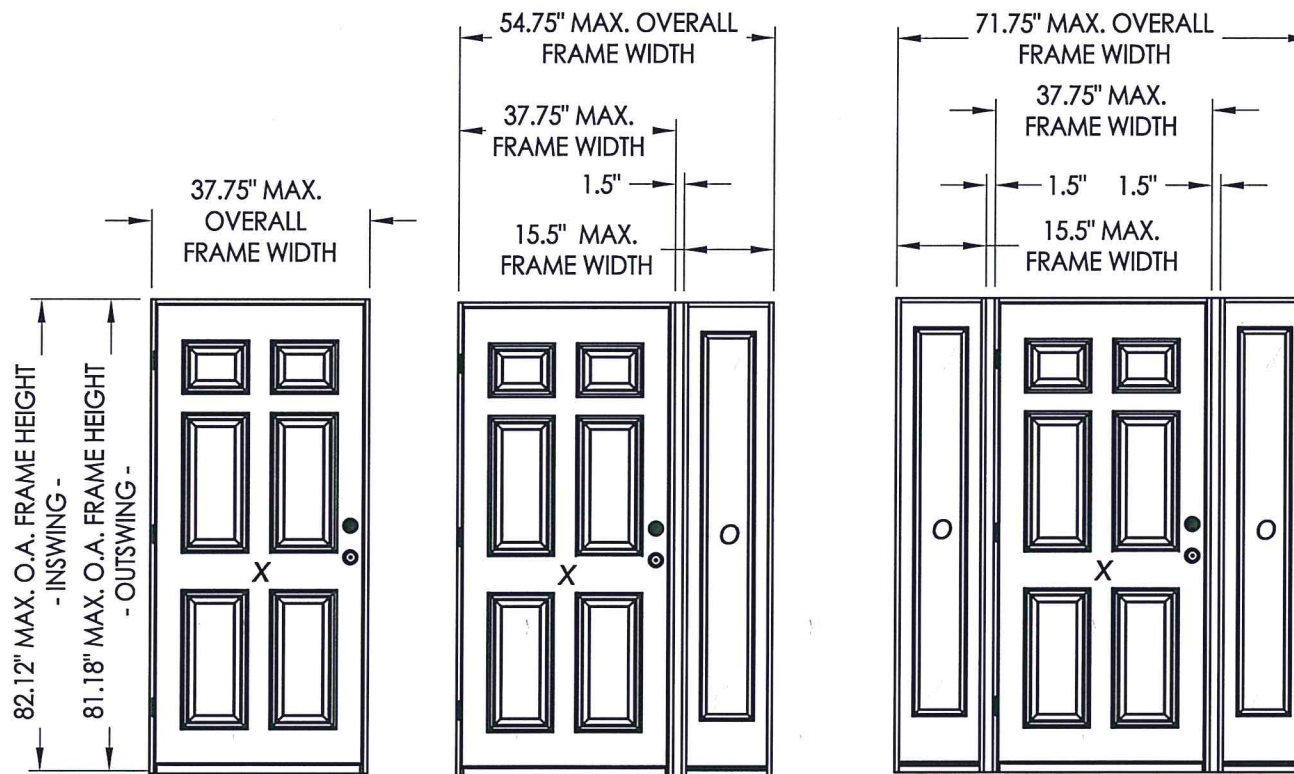 37.75" MAX.
OVERALL
FRAME WIDTH
82.12" MAX. O.A. FRAME HEIGHT
- INSWING -
81.18" MAX. O.A. FRAME HEIGHT
- OUTSWING -
X
54.75" MAX. OVERALL
FRAME WIDTH
37.75" MAX.
FRAME WIDTH
1.5"
15.5" MAX.
FRAME WIDTH
X
O
71.75" MAX. OVERALL
FRAME WIDTH
37.75" MAX.
FRAME WIDTH
1.5" 1.5"
15.5" MAX.
FRAME WIDTH
O
X
O